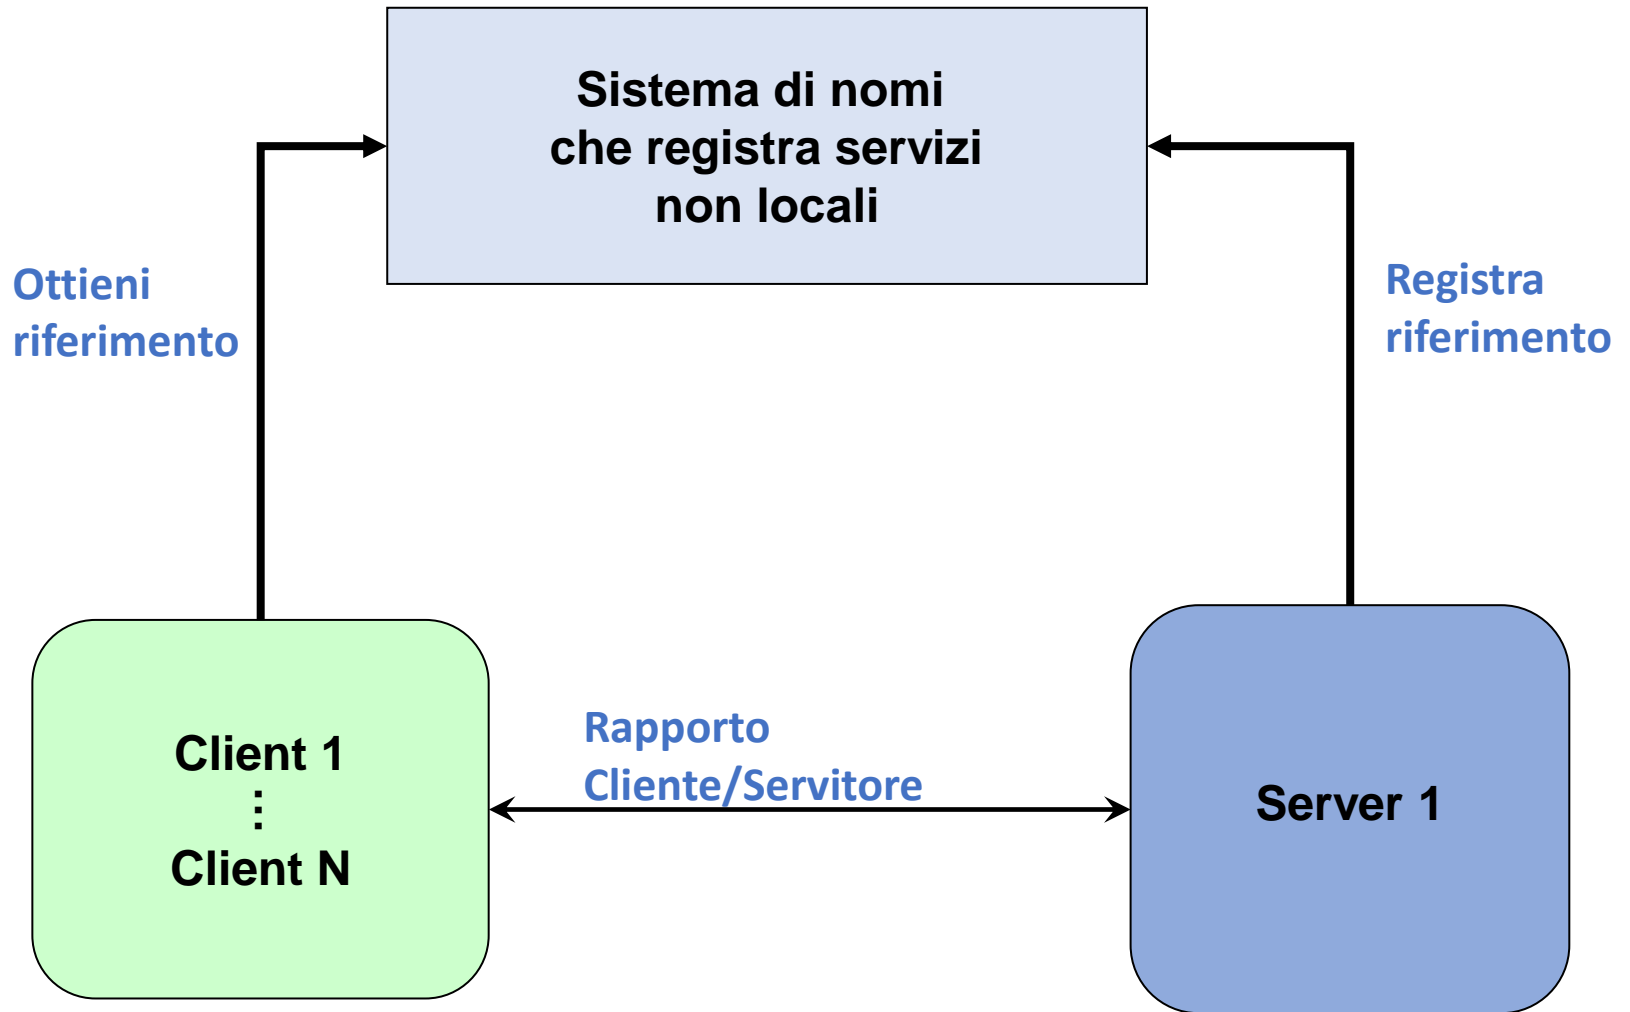 Sistema di nomi
che registra servizi
non locali
Ottieni
riferimento
Registra
riferimento
Client 1
⋮
Client N
Rapporto
Cliente/Servitore
Server 1